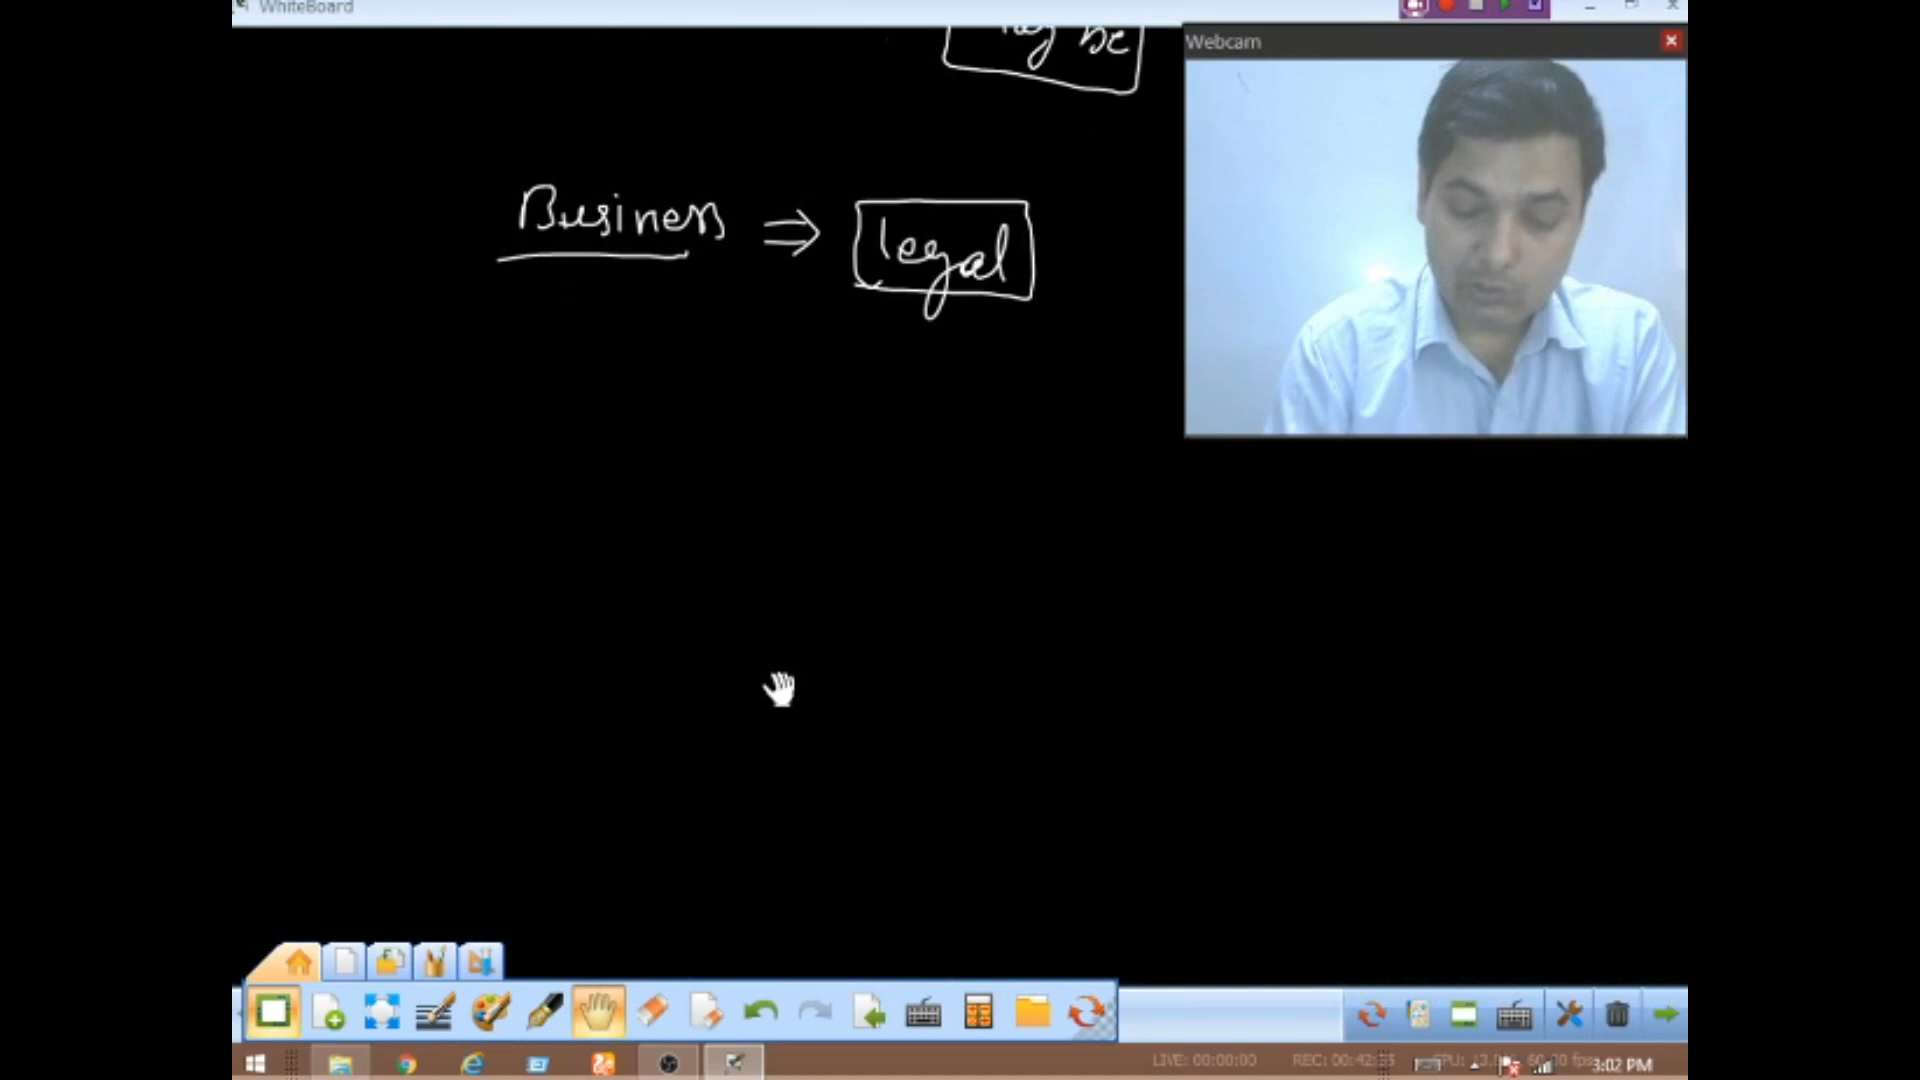 WhiteBoard
be
Webcam
Business ⇒ legal
LIVE: 00:00:00
3:02 PM